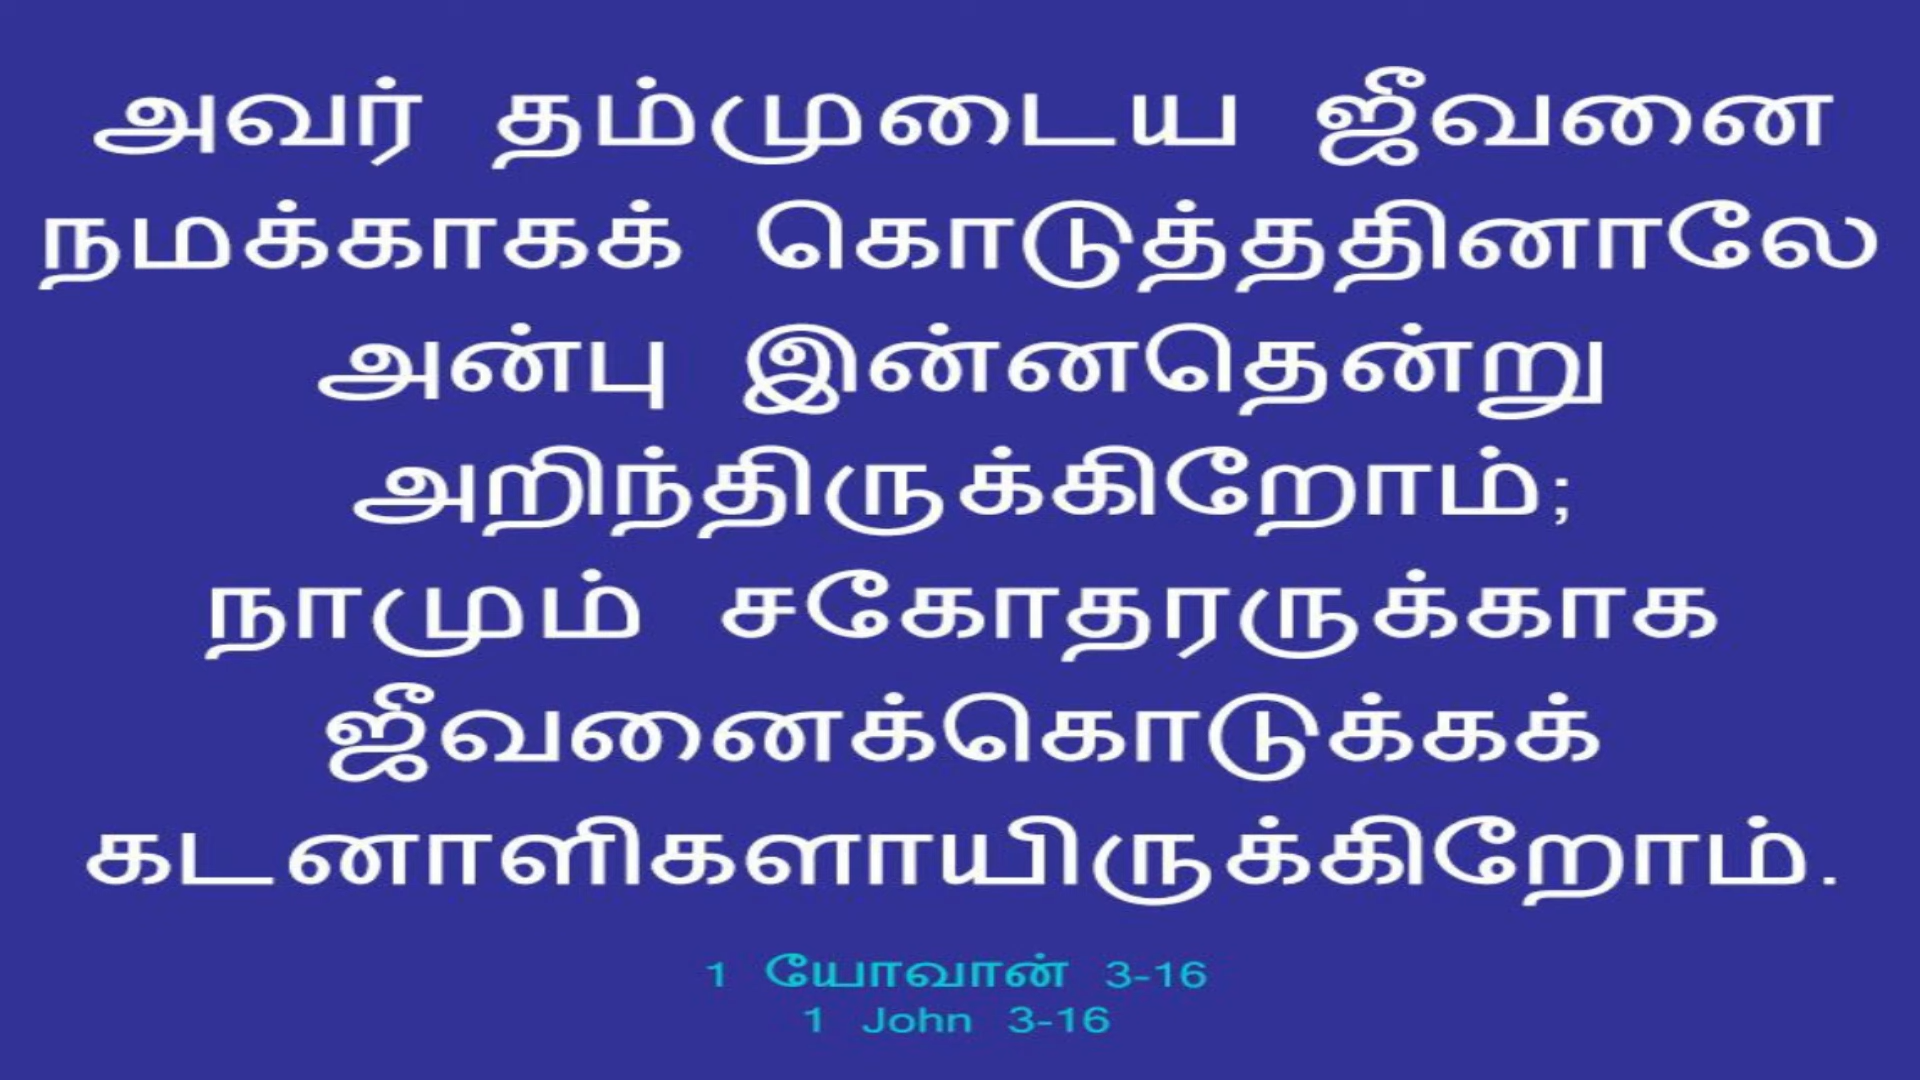 அவர் தம்முடைய ஜீவனை
நமக்காகக் கொடுத்ததினாலே
அன்பு இன்னதென்று
அறிந்திருக்கிறோம்;
நாமும் சகோதரருக்காக
ஜீவனைக்கொடுக்கக்
கடனாளிகளாயிருக்கிறோம்.
1 யோவான் 3-16
1 John 3-16